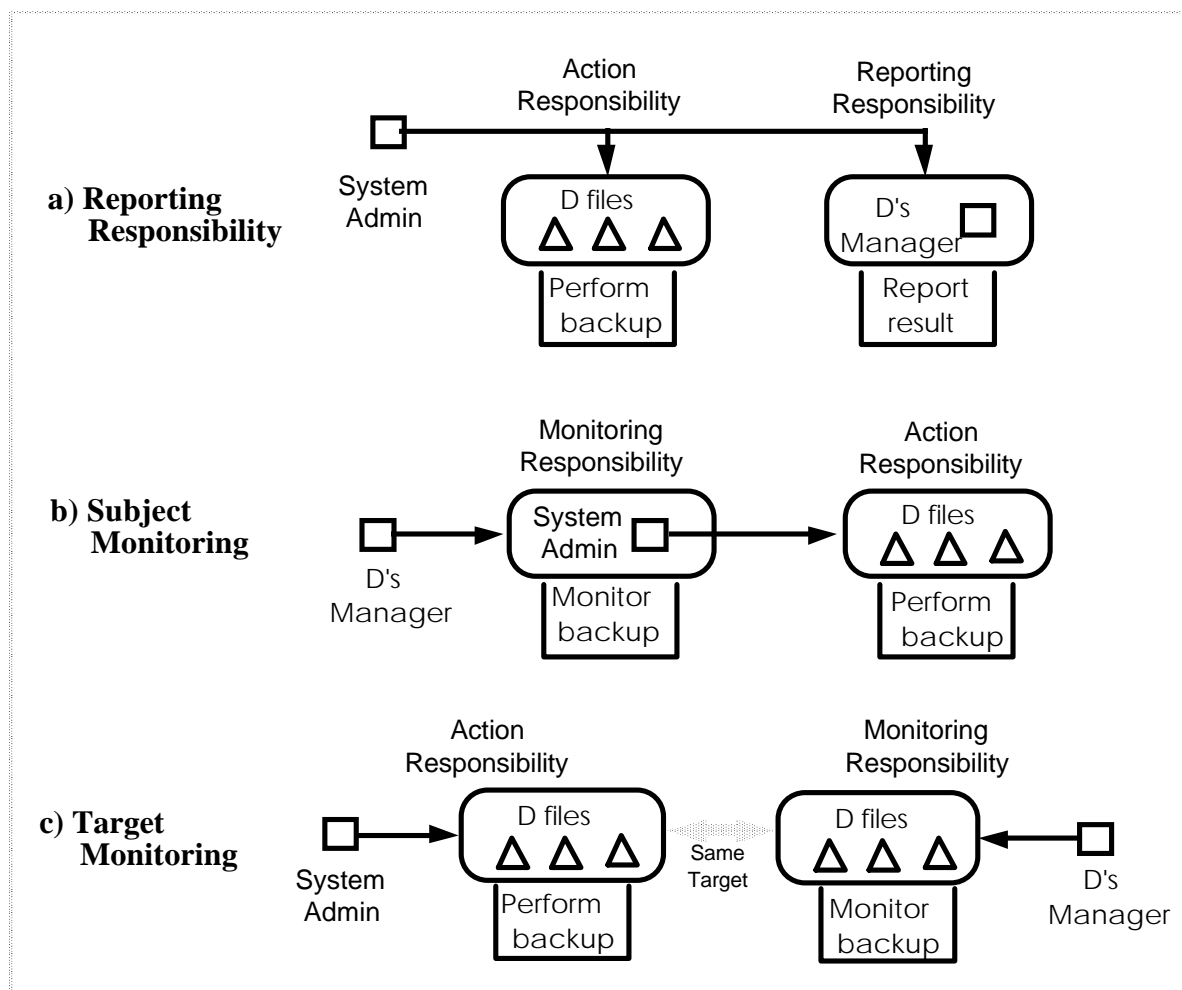 Action
Responsibility
Reporting
Responsibility
System
Admin
a) Reporting
Responsibility
D files
D's
Manager
Perform
backup
Report
result
Monitoring
Responsibility
Action
Responsibility
b) Subject
Monitoring
D's
Manager
System
Admin
D files
Monitor
backup
Perform
backup
Action
Responsibility
Monitoring
Responsibility
c) Target
Monitoring
System
Admin
D files
Same
Target
D files
D's
Manager
Perform
backup
Monitor
backup